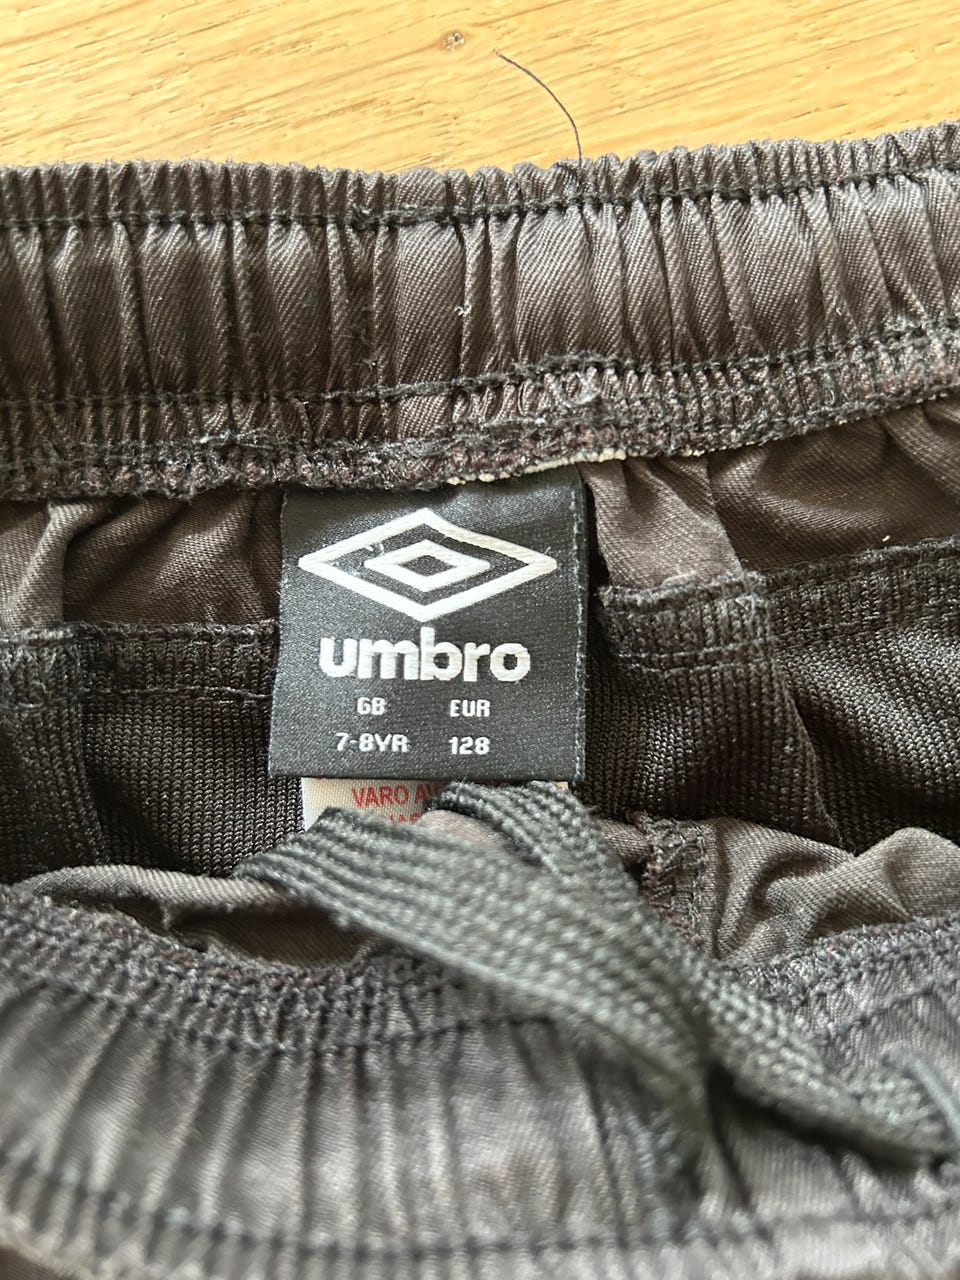 umbro
GB EUR
7-8YR 128
VARO